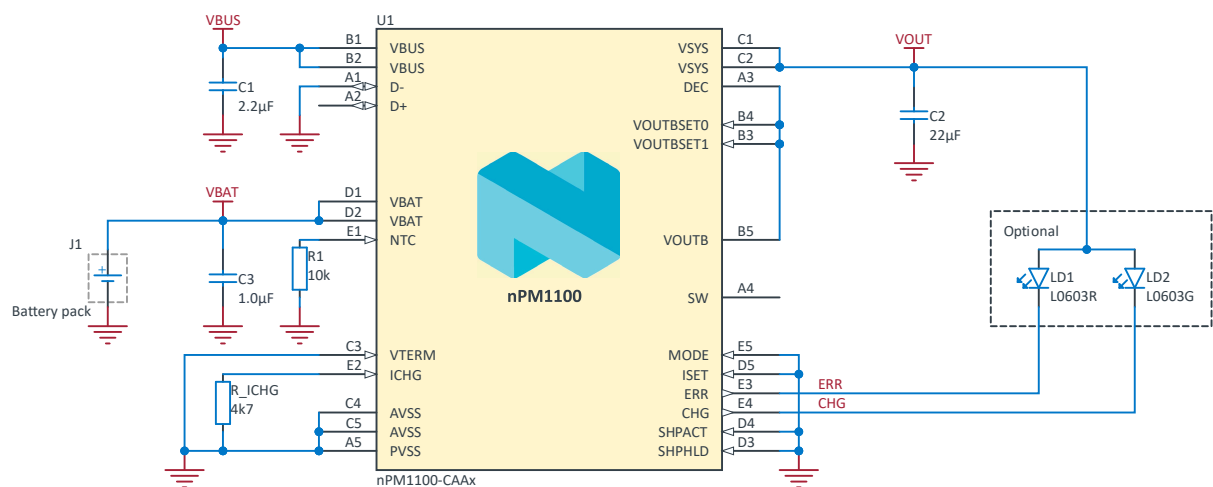 U1
VBUS
B1 VBUS
B2 VBUS
A1 D-
A2 D+
C1
2.2µF
VBAT
D1 VBAT
D2 VBAT
E1 NTC
J1
+
Battery pack
C3
1.0µF
R1
10k
C3 VTERM
E2 ICHG
R_ICHG
4k7
C4 AVSS
C5 AVSS
A5 PVSS
nPM1100
nPM1100-CAAx
VSYS C1
VSYS C2
DEC A3
VOUTBSET0 B4
VOUTBSET1 B3
VOUTB B5
SW A4
MODE E5
ISET D5
ERR E3 ERR
CHG E4 CHG
SHPACT D4
SHPHLD D3
VOUT
C2
22µF
Optional
LD1
L0603R
LD2
L0603G